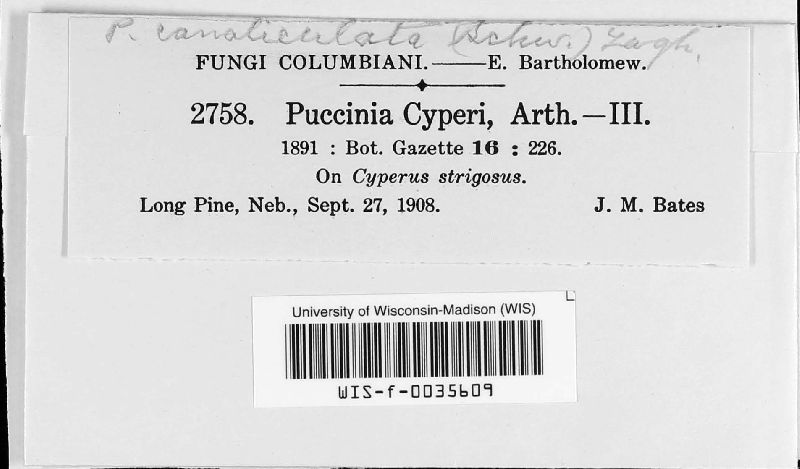 P. canaliculata (Schw.) Lagh.
FUNGI COLUMBIANI.——E. Bartholomew.
2758. Puccinia Cyperi, Arth.—III.
1891 : Bot. Gazette 16 : 226.
On Cyperus strigosus.
Long Pine, Neb., Sept. 27, 1908. J. M. Bates
University of Wisconsin-Madison (WIS)
WIS-f-0035609